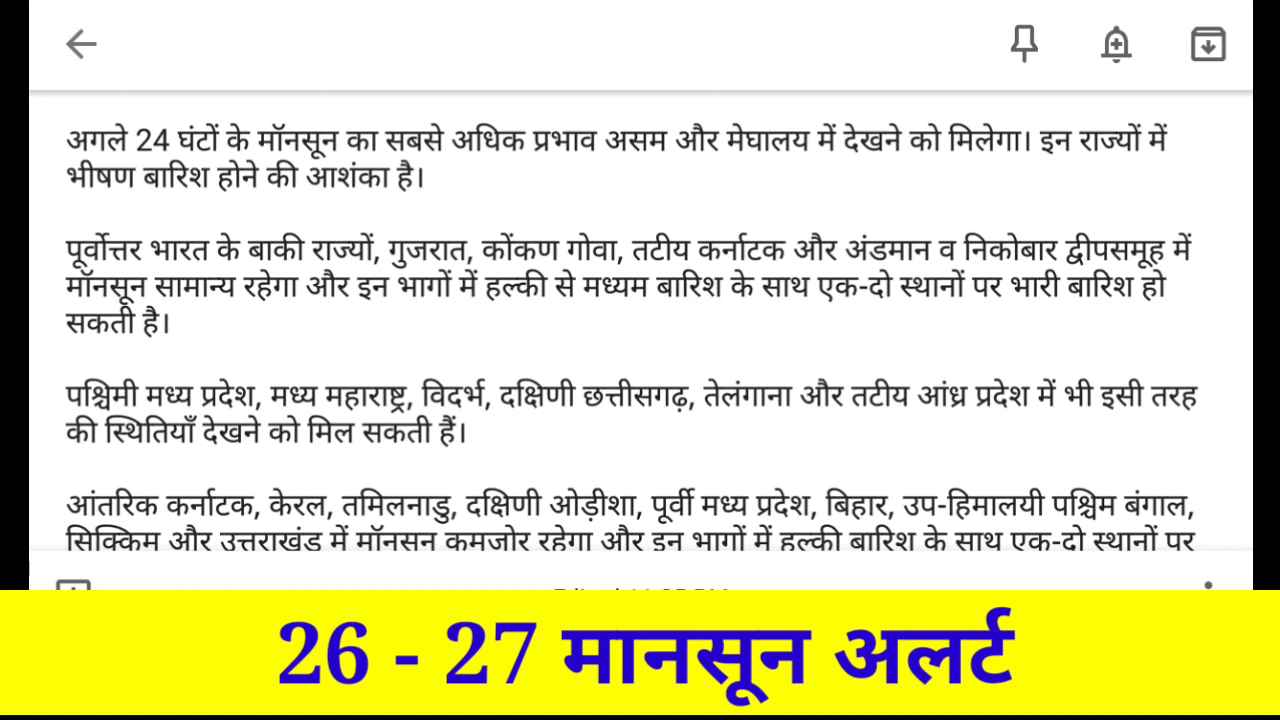 अगले 24 घंटों के मॉनसून का सबसे अधिक प्रभाव असम और मेघालय में देखने को मिलेगा। इन राज्यों में
भीषण बारिश होने की आशंका है।
पूर्वोत्तर भारत के बाकी राज्यों, गुजरात, कोंकण गोवा, तटीय कर्नाटक और अंडमान व निकोबार द्वीपसमूह में
मॉनसून सामान्य रहेगा और इन भागों में हल्की से मध्यम बारिश के साथ एक-दो स्थानों पर भारी बारिश हो
सकती है।
पश्चिमी मध्य प्रदेश, मध्य महाराष्ट्र, विदर्भ, दक्षिणी छत्तीसगढ़, तेलंगाना और तटीय आंध्र प्रदेश में भी इसी तरह
की स्थितियाँ देखने को मिल सकती हैं।
आंतरिक कर्नाटक, केरल, तमिलनाडु, दक्षिणी ओड़ीशा, पूर्वी मध्य प्रदेश, बिहार, उप-हिमालयी पश्चिम बंगाल,
सिक्किम और उत्तराखंड में मॉनसून कमजोर रहेगा और इन भागों में हल्की बारिश के साथ एक-दो स्थानों पर
26 - 27 मानसून अलर्ट